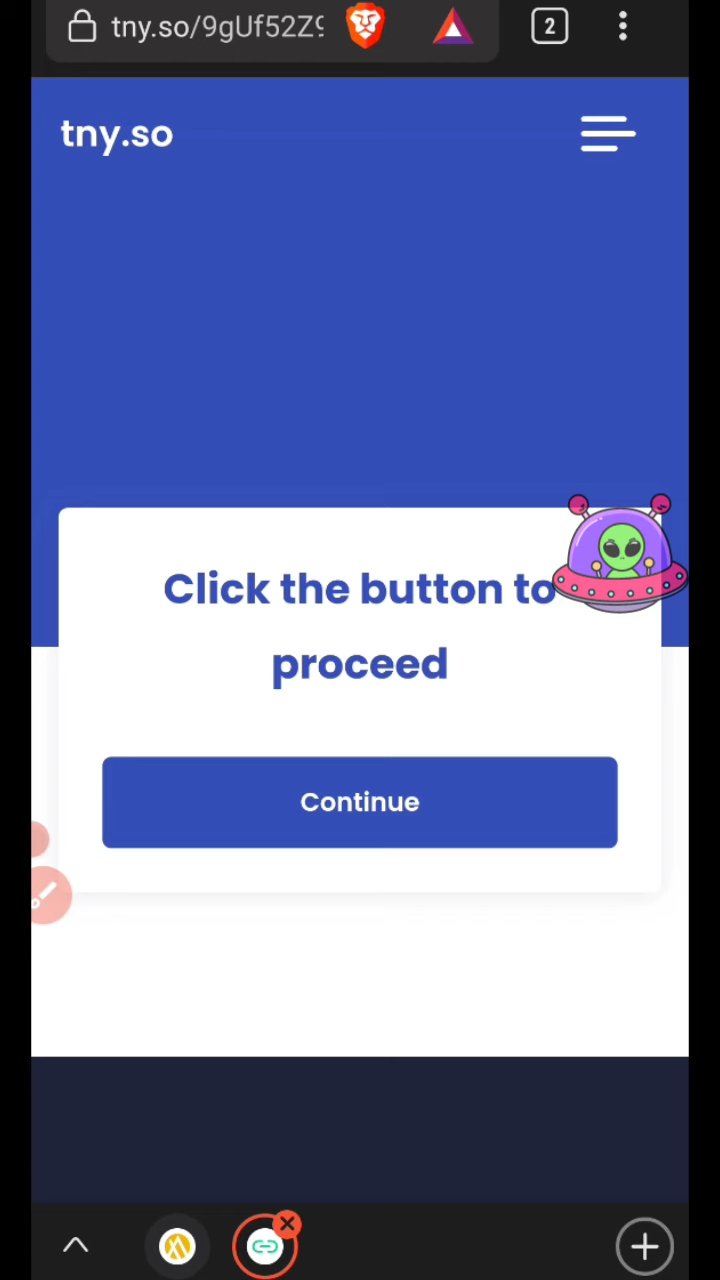 tny.so/9gUf52Z9
2
tny.so
Click the button to
proceed
Continue